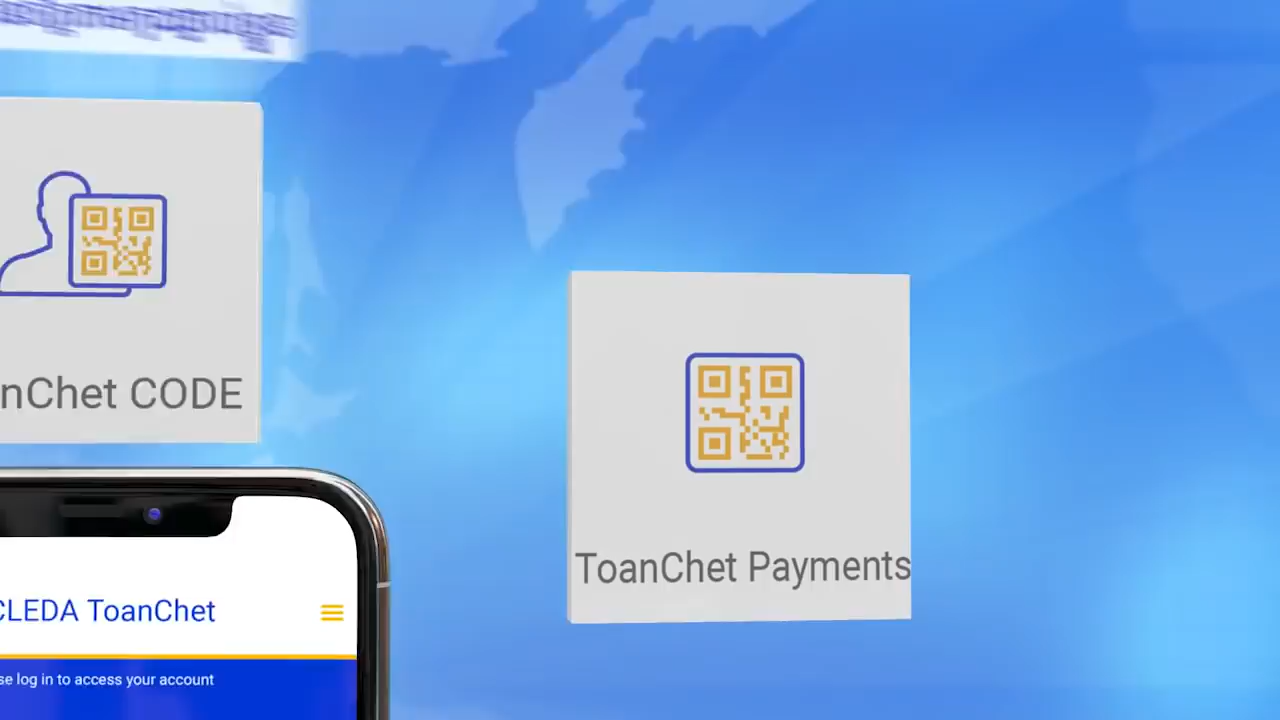 nChet CODE
ToanChet Payments
CLEDA ToanChet
se log in to access your account